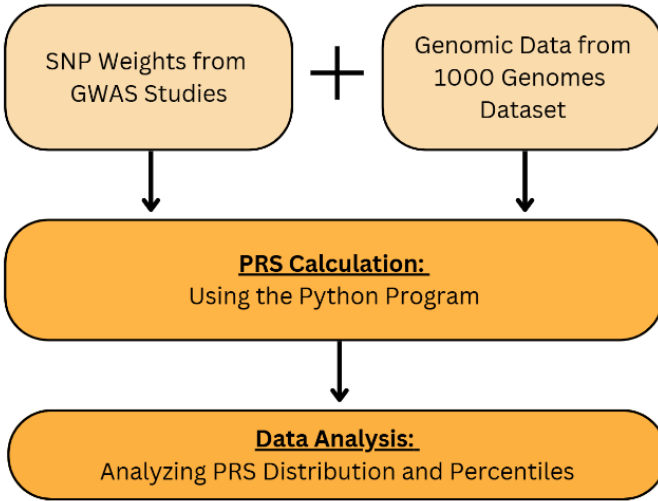 SNP Weights from
GWAS Studies
+
Genomic Data from
1000 Genomes
Dataset
PRS Calculation:
Using the Python Program
Data Analysis:
Analyzing PRS Distribution and Percentiles